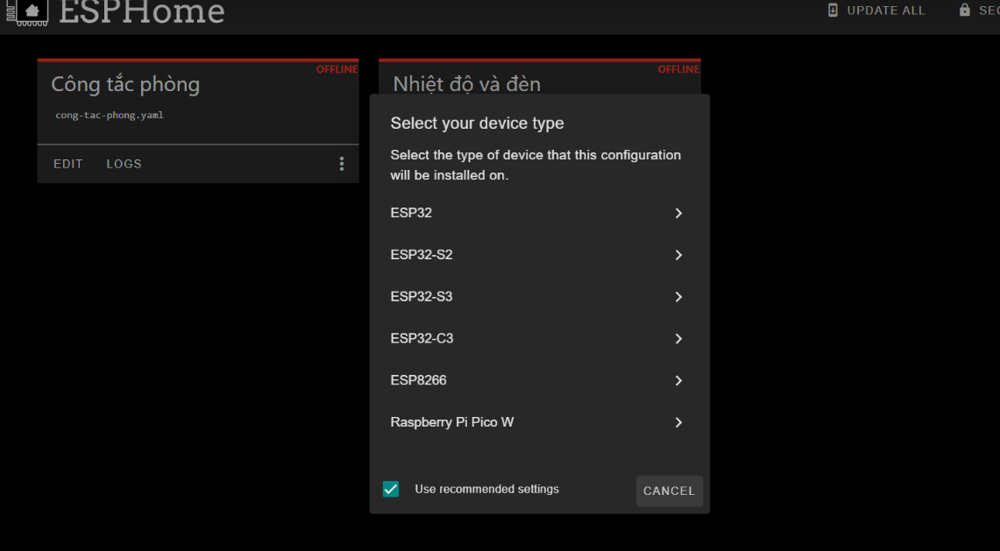 ESPHome
UPDATE ALL
OFFLINE
Công tắc phòng
cong-tac-phong.yaml
EDIT LOGS
OFFLINE
Nhiệt độ và đèn
Select your device type
Select the type of device that this configuration
will be installed on.
ESP32
ESP32-S2
ESP32-S3
ESP32-C3
ESP8266
Raspberry Pi Pico W
Use recommended settings
CANCEL